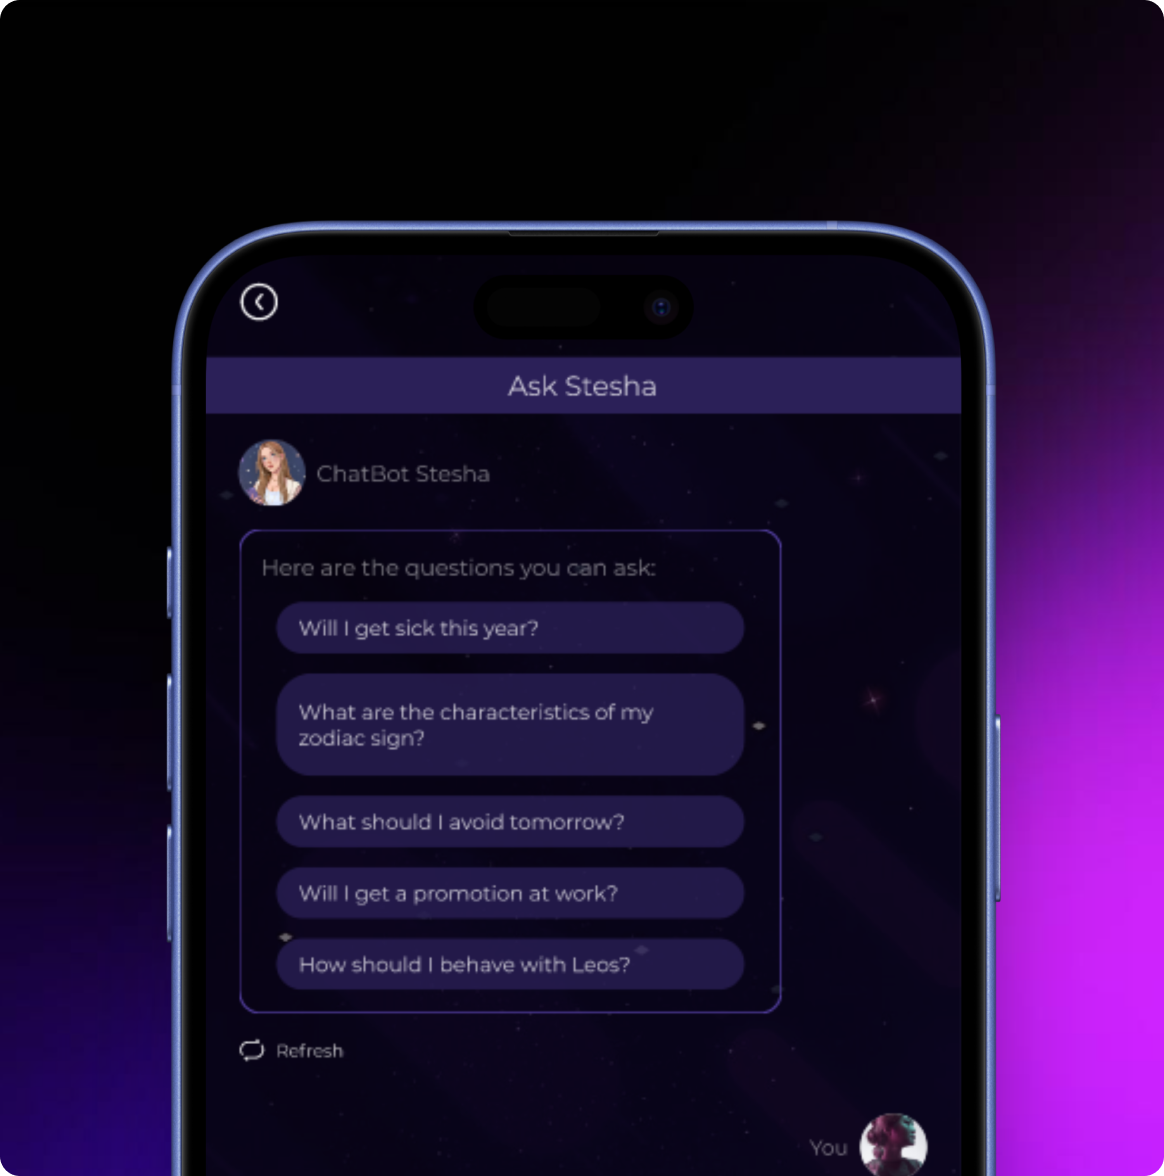 Ask Stesha
ChatBot Stesha
Here are the questions you can ask:
Will I get sick this year?
What are the characteristics of my
zodiac sign?
What should I avoid tomorrow?
Will I get a promotion at work?
How should I behave with Leos?
Refresh
You